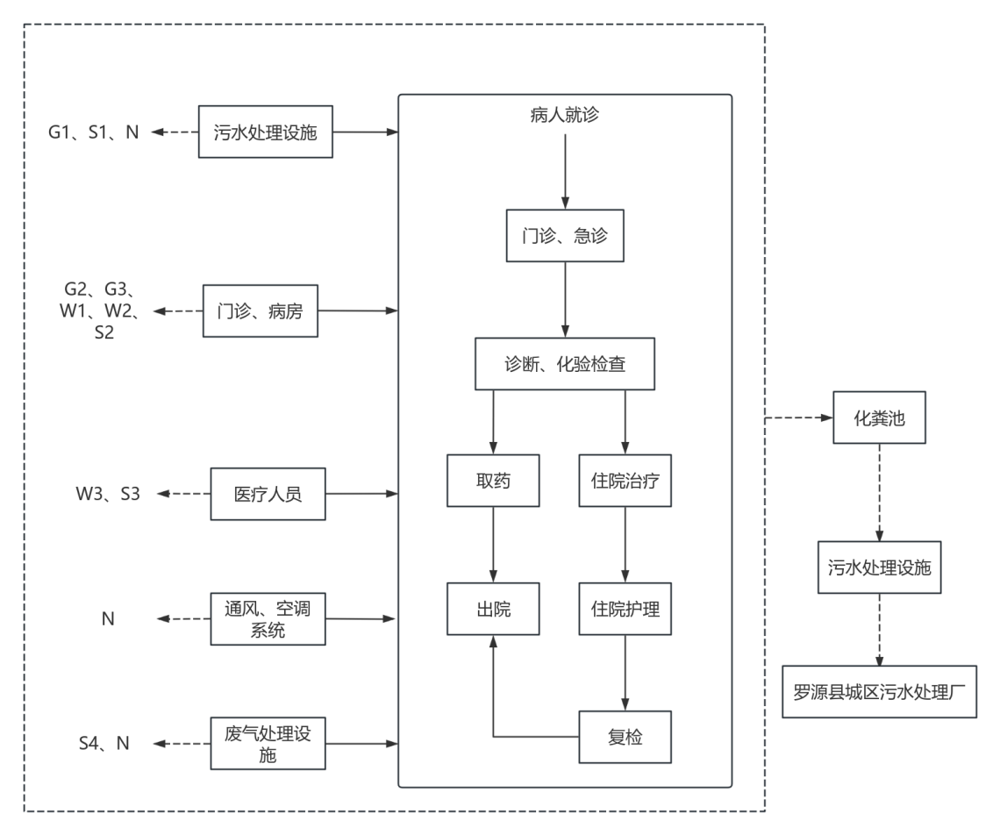 病人就诊
G1、S1、N
污水处理设施
门诊、急诊
G2、G3、
W1、W2、
S2
门诊、病房
诊断、化验检查
化粪池
取药
住院治疗
W3、S3
医疗人员
污水处理设施
出院
住院护理
N
通风、空调
系统
罗源县城区污水处理厂
复检
S4、N
废气处理设
施